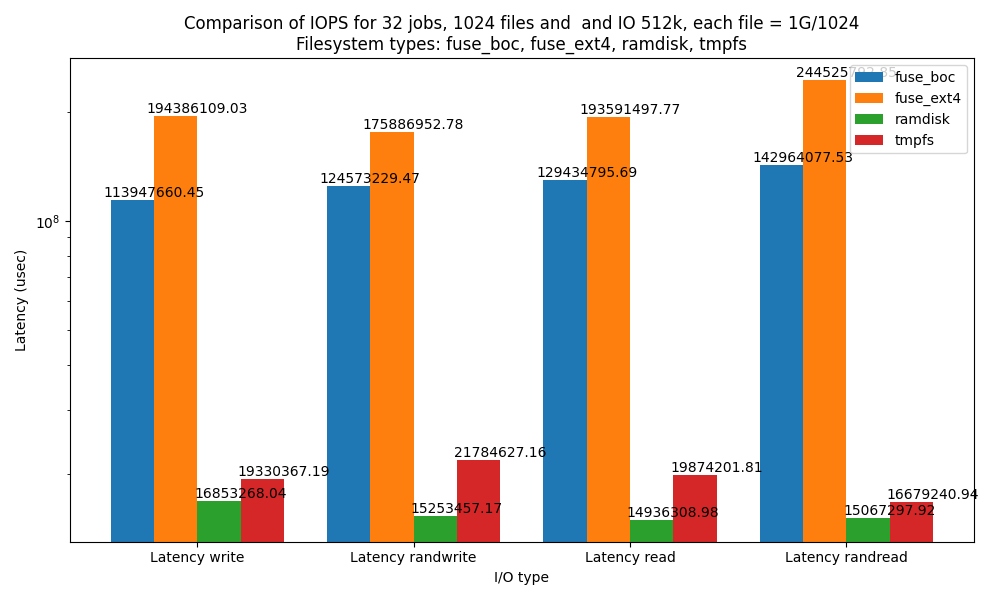 Comparison of IOPS for 32 jobs, 1024 files and  and IO 512k, each file = 1G/1024
Filesystem types: fuse_boc, fuse_ext4, ramdisk, tmpfs
fuse_boc
fuse_ext4
ramdisk
tmpfs
Latency (usec)
10⁸
113947660.45
194386109.03
16853268.04
19330367.19
124573229.47
175886952.78
15253457.17
21784627.16
129434795.69
193591497.77
14936308.98
19874201.81
142964077.53
15067297.92
16679240.94
Latency write
Latency randwrite
Latency read
Latency randread
I/O type